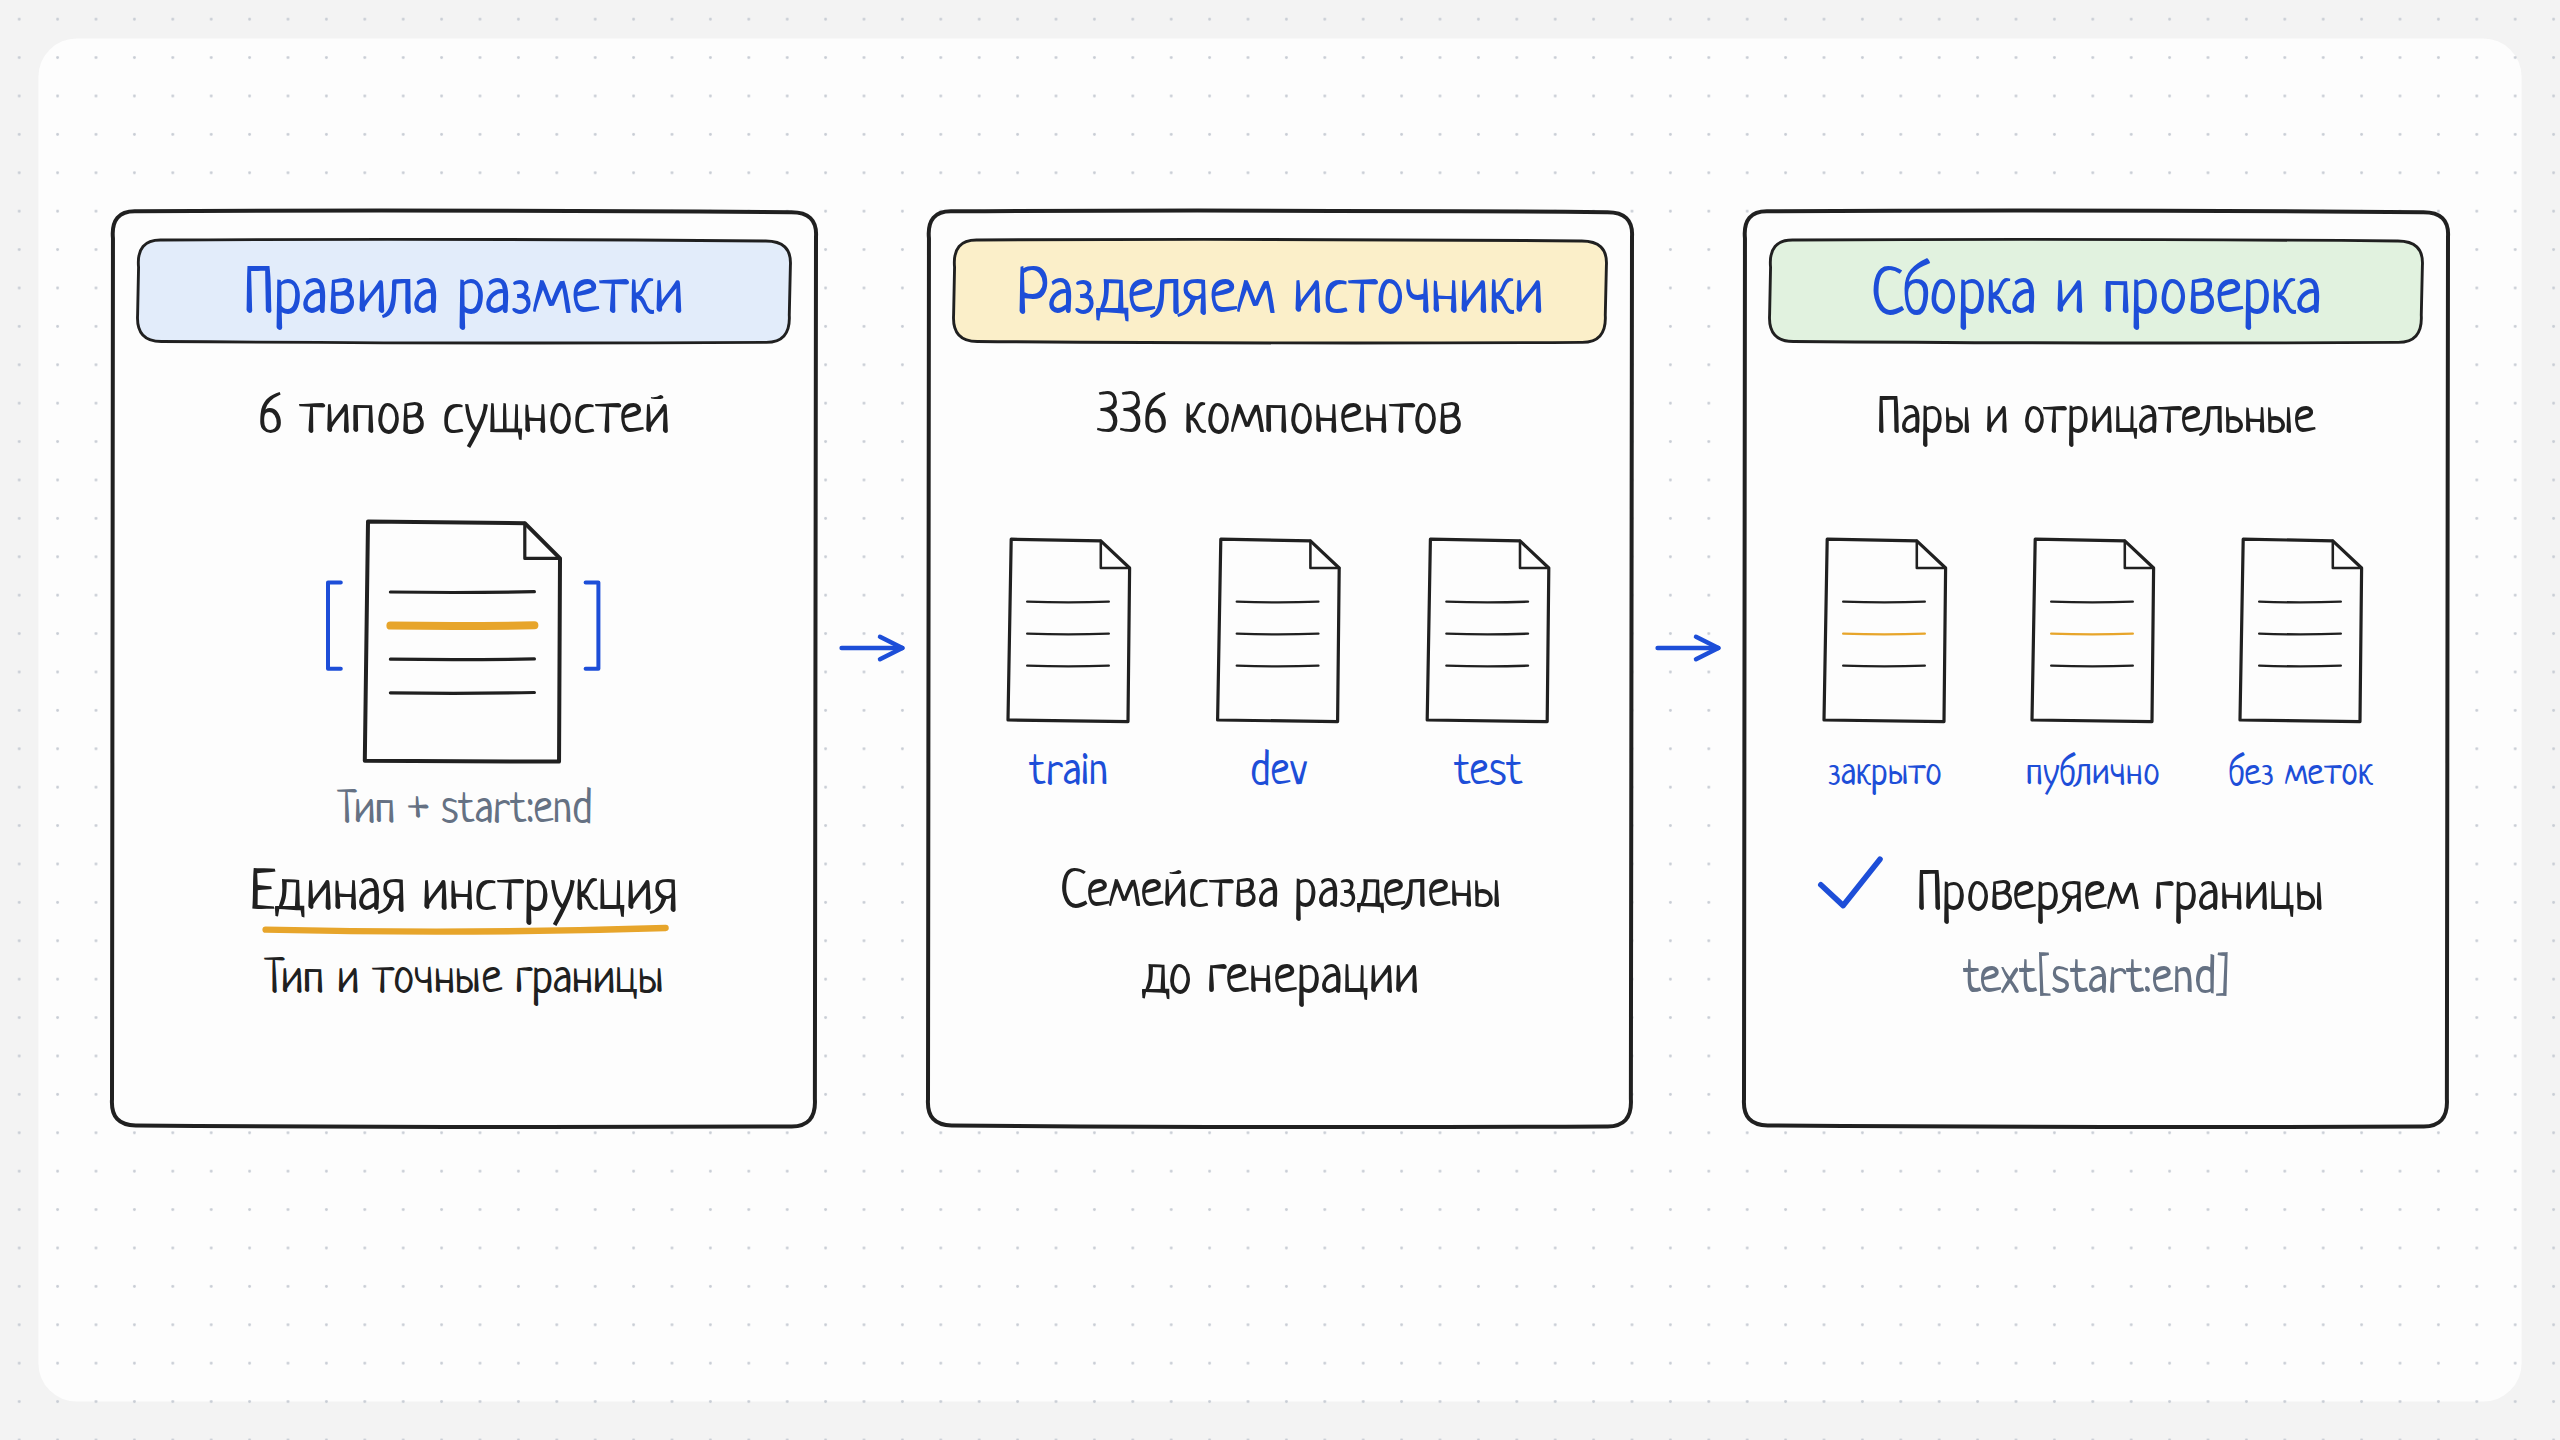 Правила разметки
6 типов сущностей
Тип + start:end
Единая инструкция
Тип и точные границы
Разделяем источники
336 компонентов
train
dev
test
Семейства разделены
до генерации
Сборка и проверка
Пары и отрицательные
закрыто
публично
без меток
Проверяем границы
text[start:end]